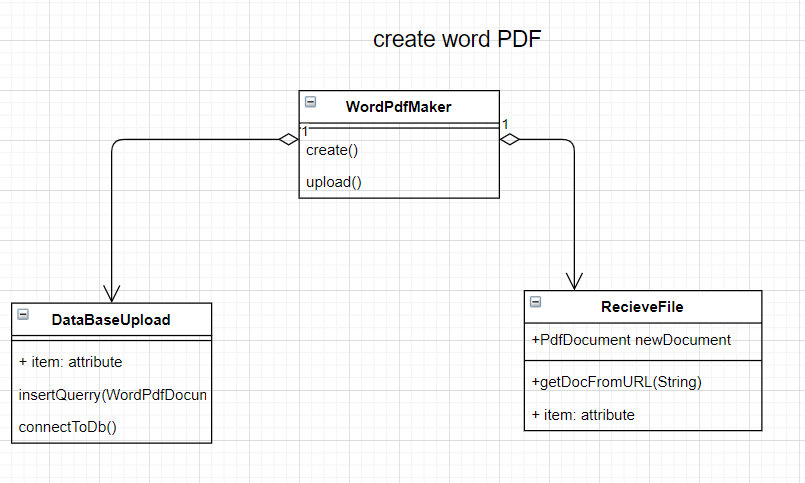 create word PDF
WordPdfMaker
1
1
create()
upload()
DataBaseUpload
+ item: attribute
insertQuerry(WordPdfDocun
connectToDb()
RecieveFile
+PdfDocument newDocument
+getDocFromURL(String)
+ item: attribute